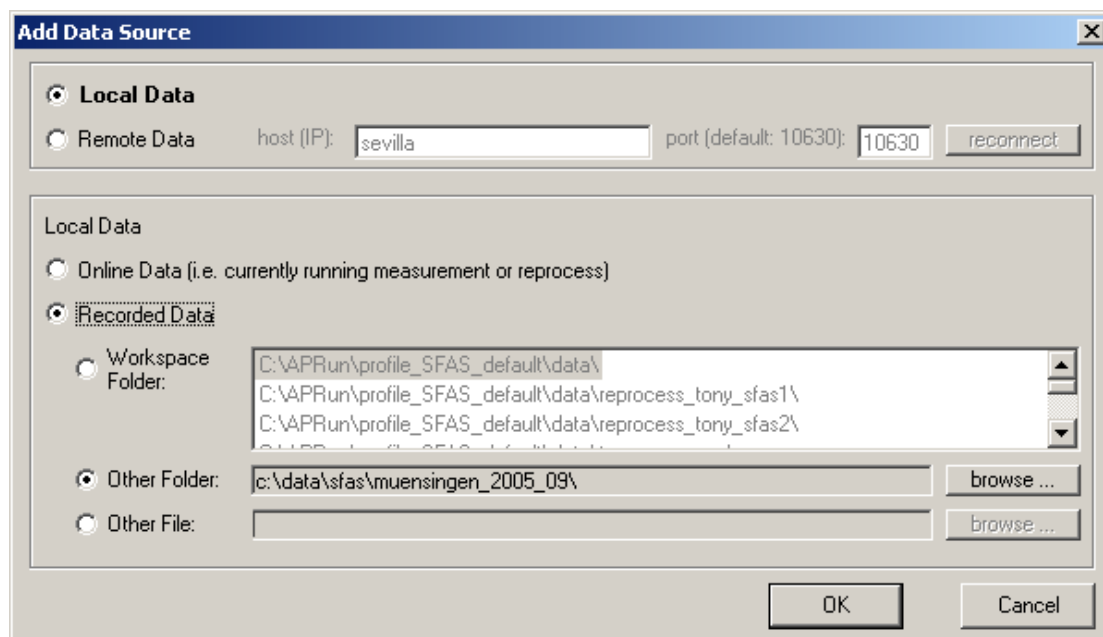 Add Data Source
Local Data
Remote Data host (IP): sevilla port (default: 10630): 10630 reconnect
Local Data
Online Data (i.e. currently running measurement or reprocess)
Recorded Data
Workspace
Folder:
C:\APRun\profile_SFAS_default\data\
C:\APRun\profile_SFAS_default\data\reprocess_tony_sfas1\
C:\APRun\profile_SFAS_default\data\reprocess_tony_sfas2\
Other Folder: c:\data\sfas\muensingen_2005_09\ browse ...
Other File: browse ...
OK Cancel